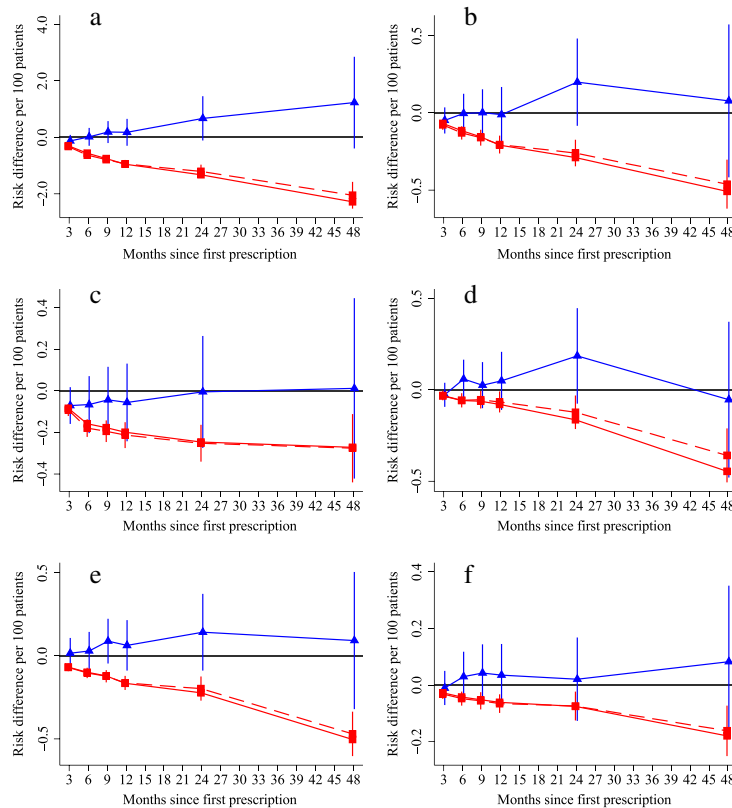 a
Risk difference per 100 patients
4.0
2.0
0.0
−2.0
3 6 9 12 15 18 21 24 27 30 33 36 39 42 45 48
Months since first prescription
b
Risk difference per 100 patients
0.5
0.0
−0.5
3 6 9 12 15 18 21 24 27 30 33 36 39 42 45 48
Months since first prescription
c
Risk difference per 100 patients
0.4
0.2
0.0
−0.2
−0.4
3 6 9 12 15 18 21 24 27 30 33 36 39 42 45 48
Months since first prescription
d
Risk difference per 100 patients
0.5
0.0
−0.5
3 6 9 12 15 18 21 24 27 30 33 36 39 42 45 48
Months since first prescription
e
Risk difference per 100 patients
0.5
0.0
−0.5
3 6 9 12 15 18 21 24 27 30 33 36 39 42 45 48
Months since first prescription
f
Risk difference per 100 patients
0.4
0.2
0.0
−0.2
3 6 9 12 15 18 21 24 27 30 33 36 39 42 45 48
Months since first prescription